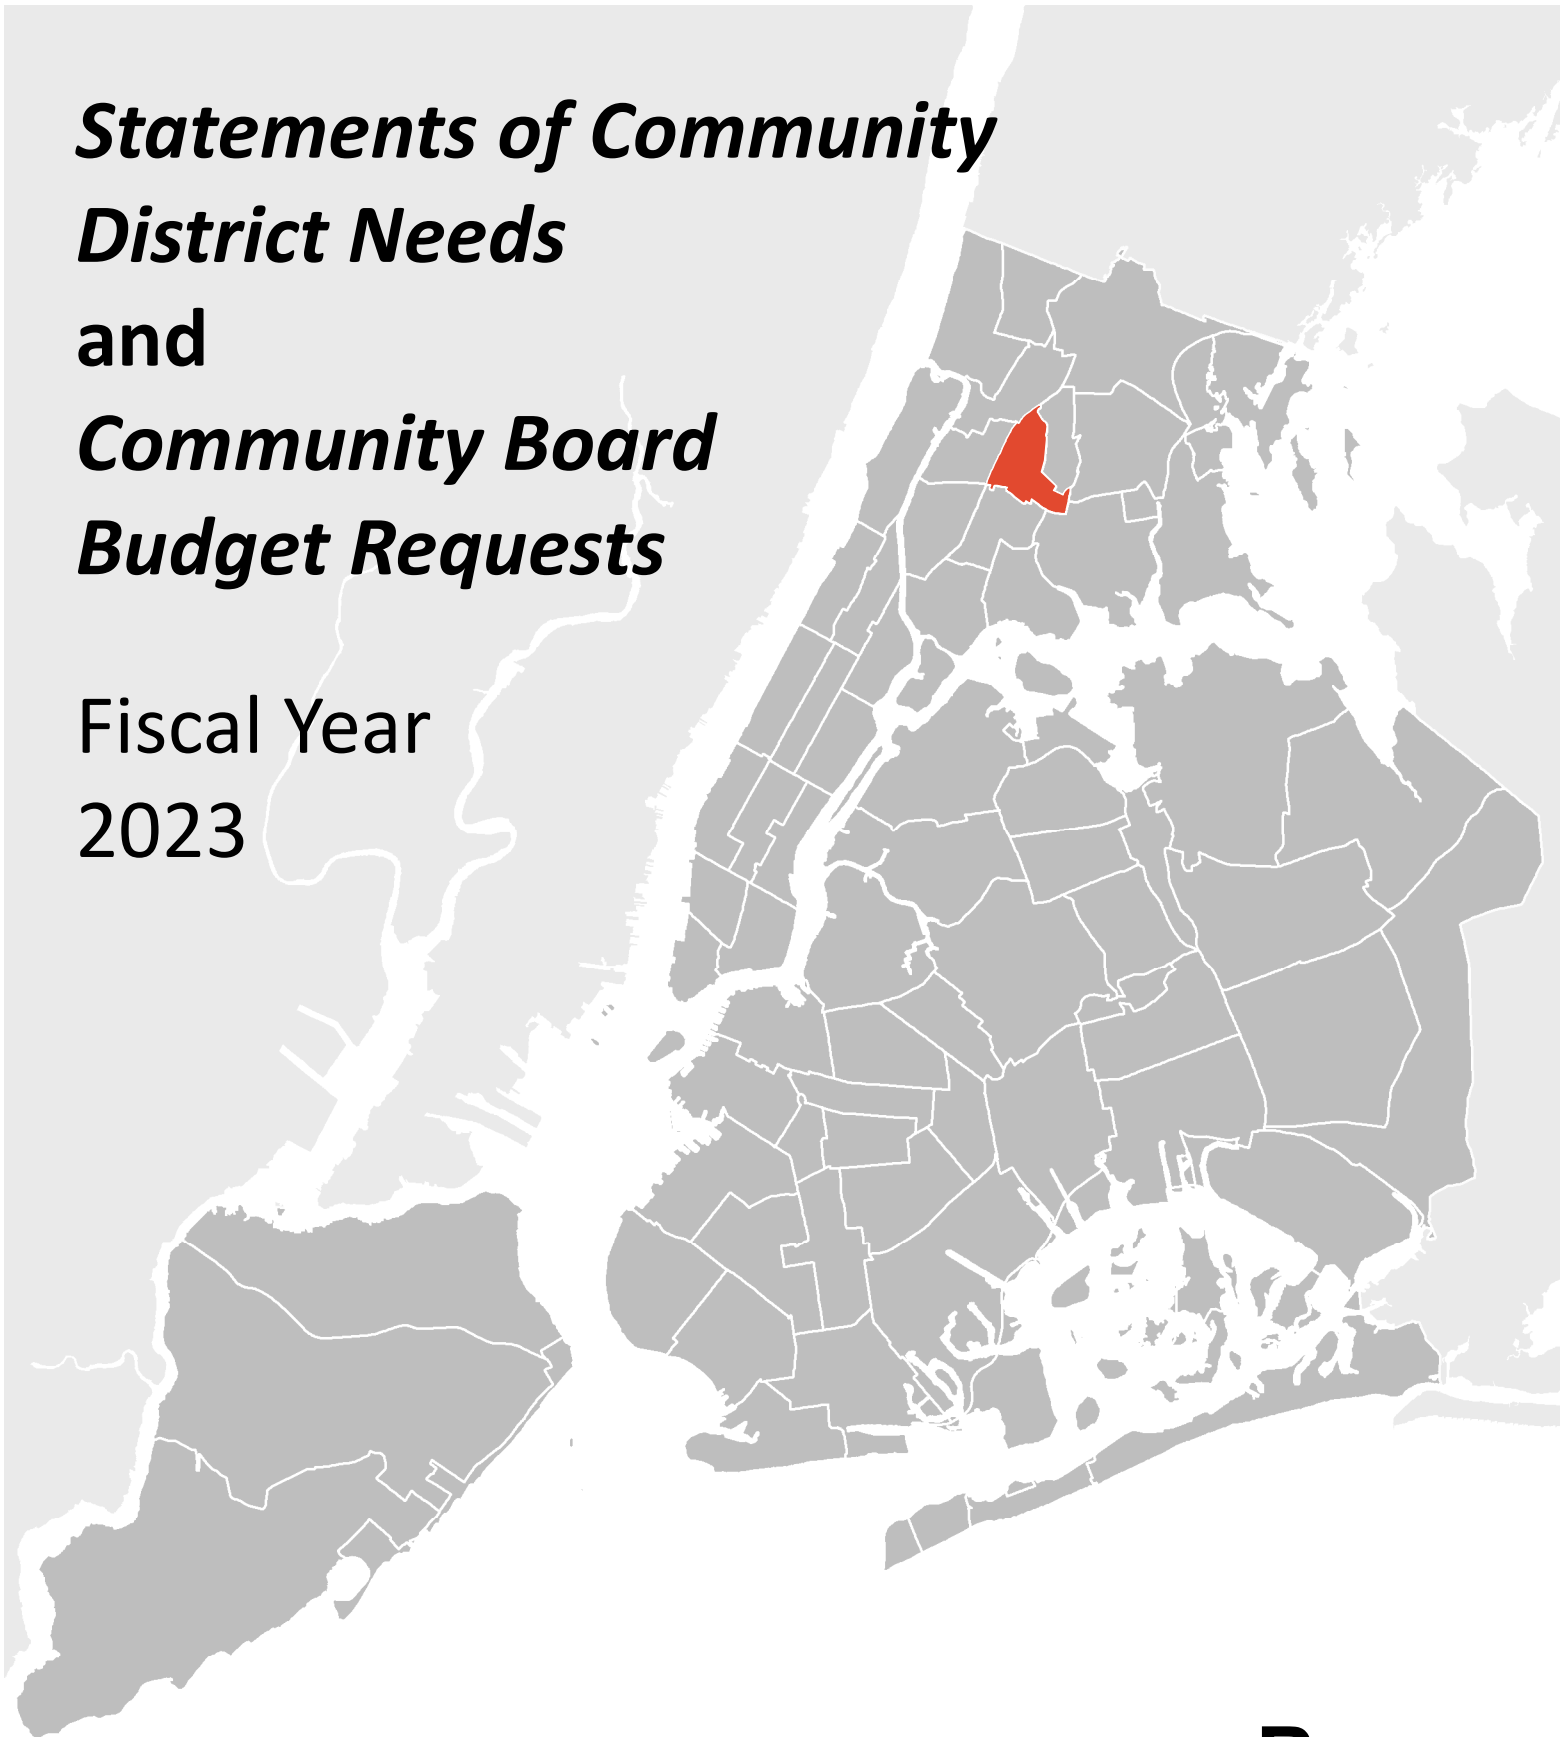 Statements of Community
District Needs
and
Community Board
Budget Requests
Fiscal Year
2023